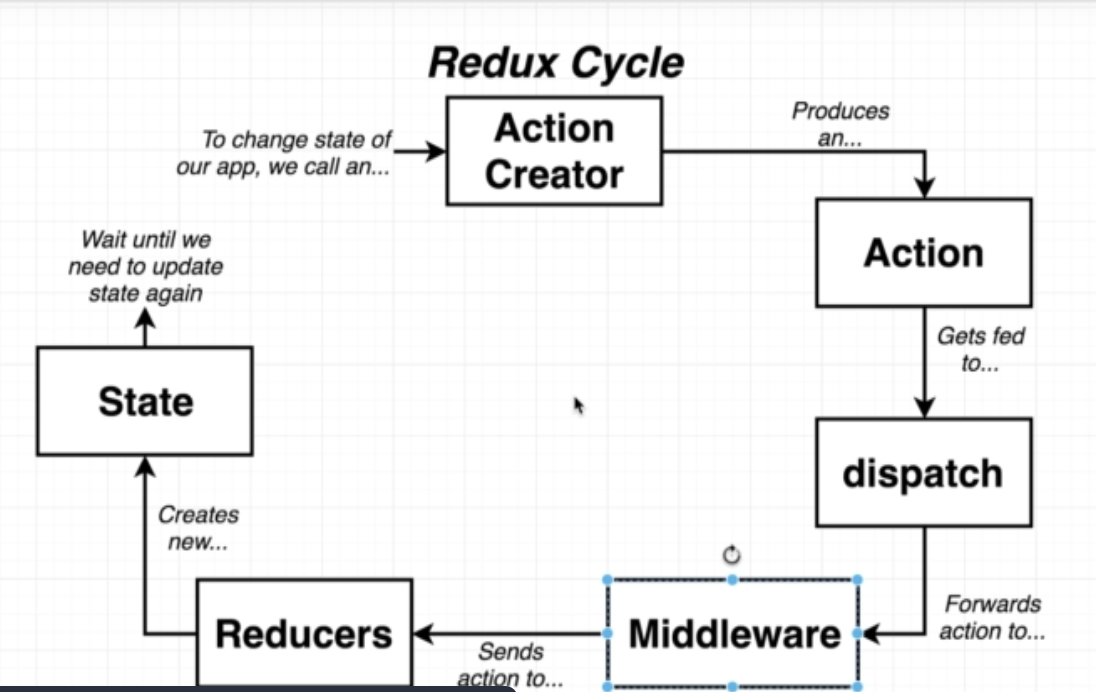 Redux Cycle
To change state of
our app, we call an...
Action
Creator
Produces
an...
Action
Gets fed
to...
dispatch
Forwards
action to...
Middleware
Sends
action to...
Reducers
Creates
new...
State
Wait until we
need to update
state again